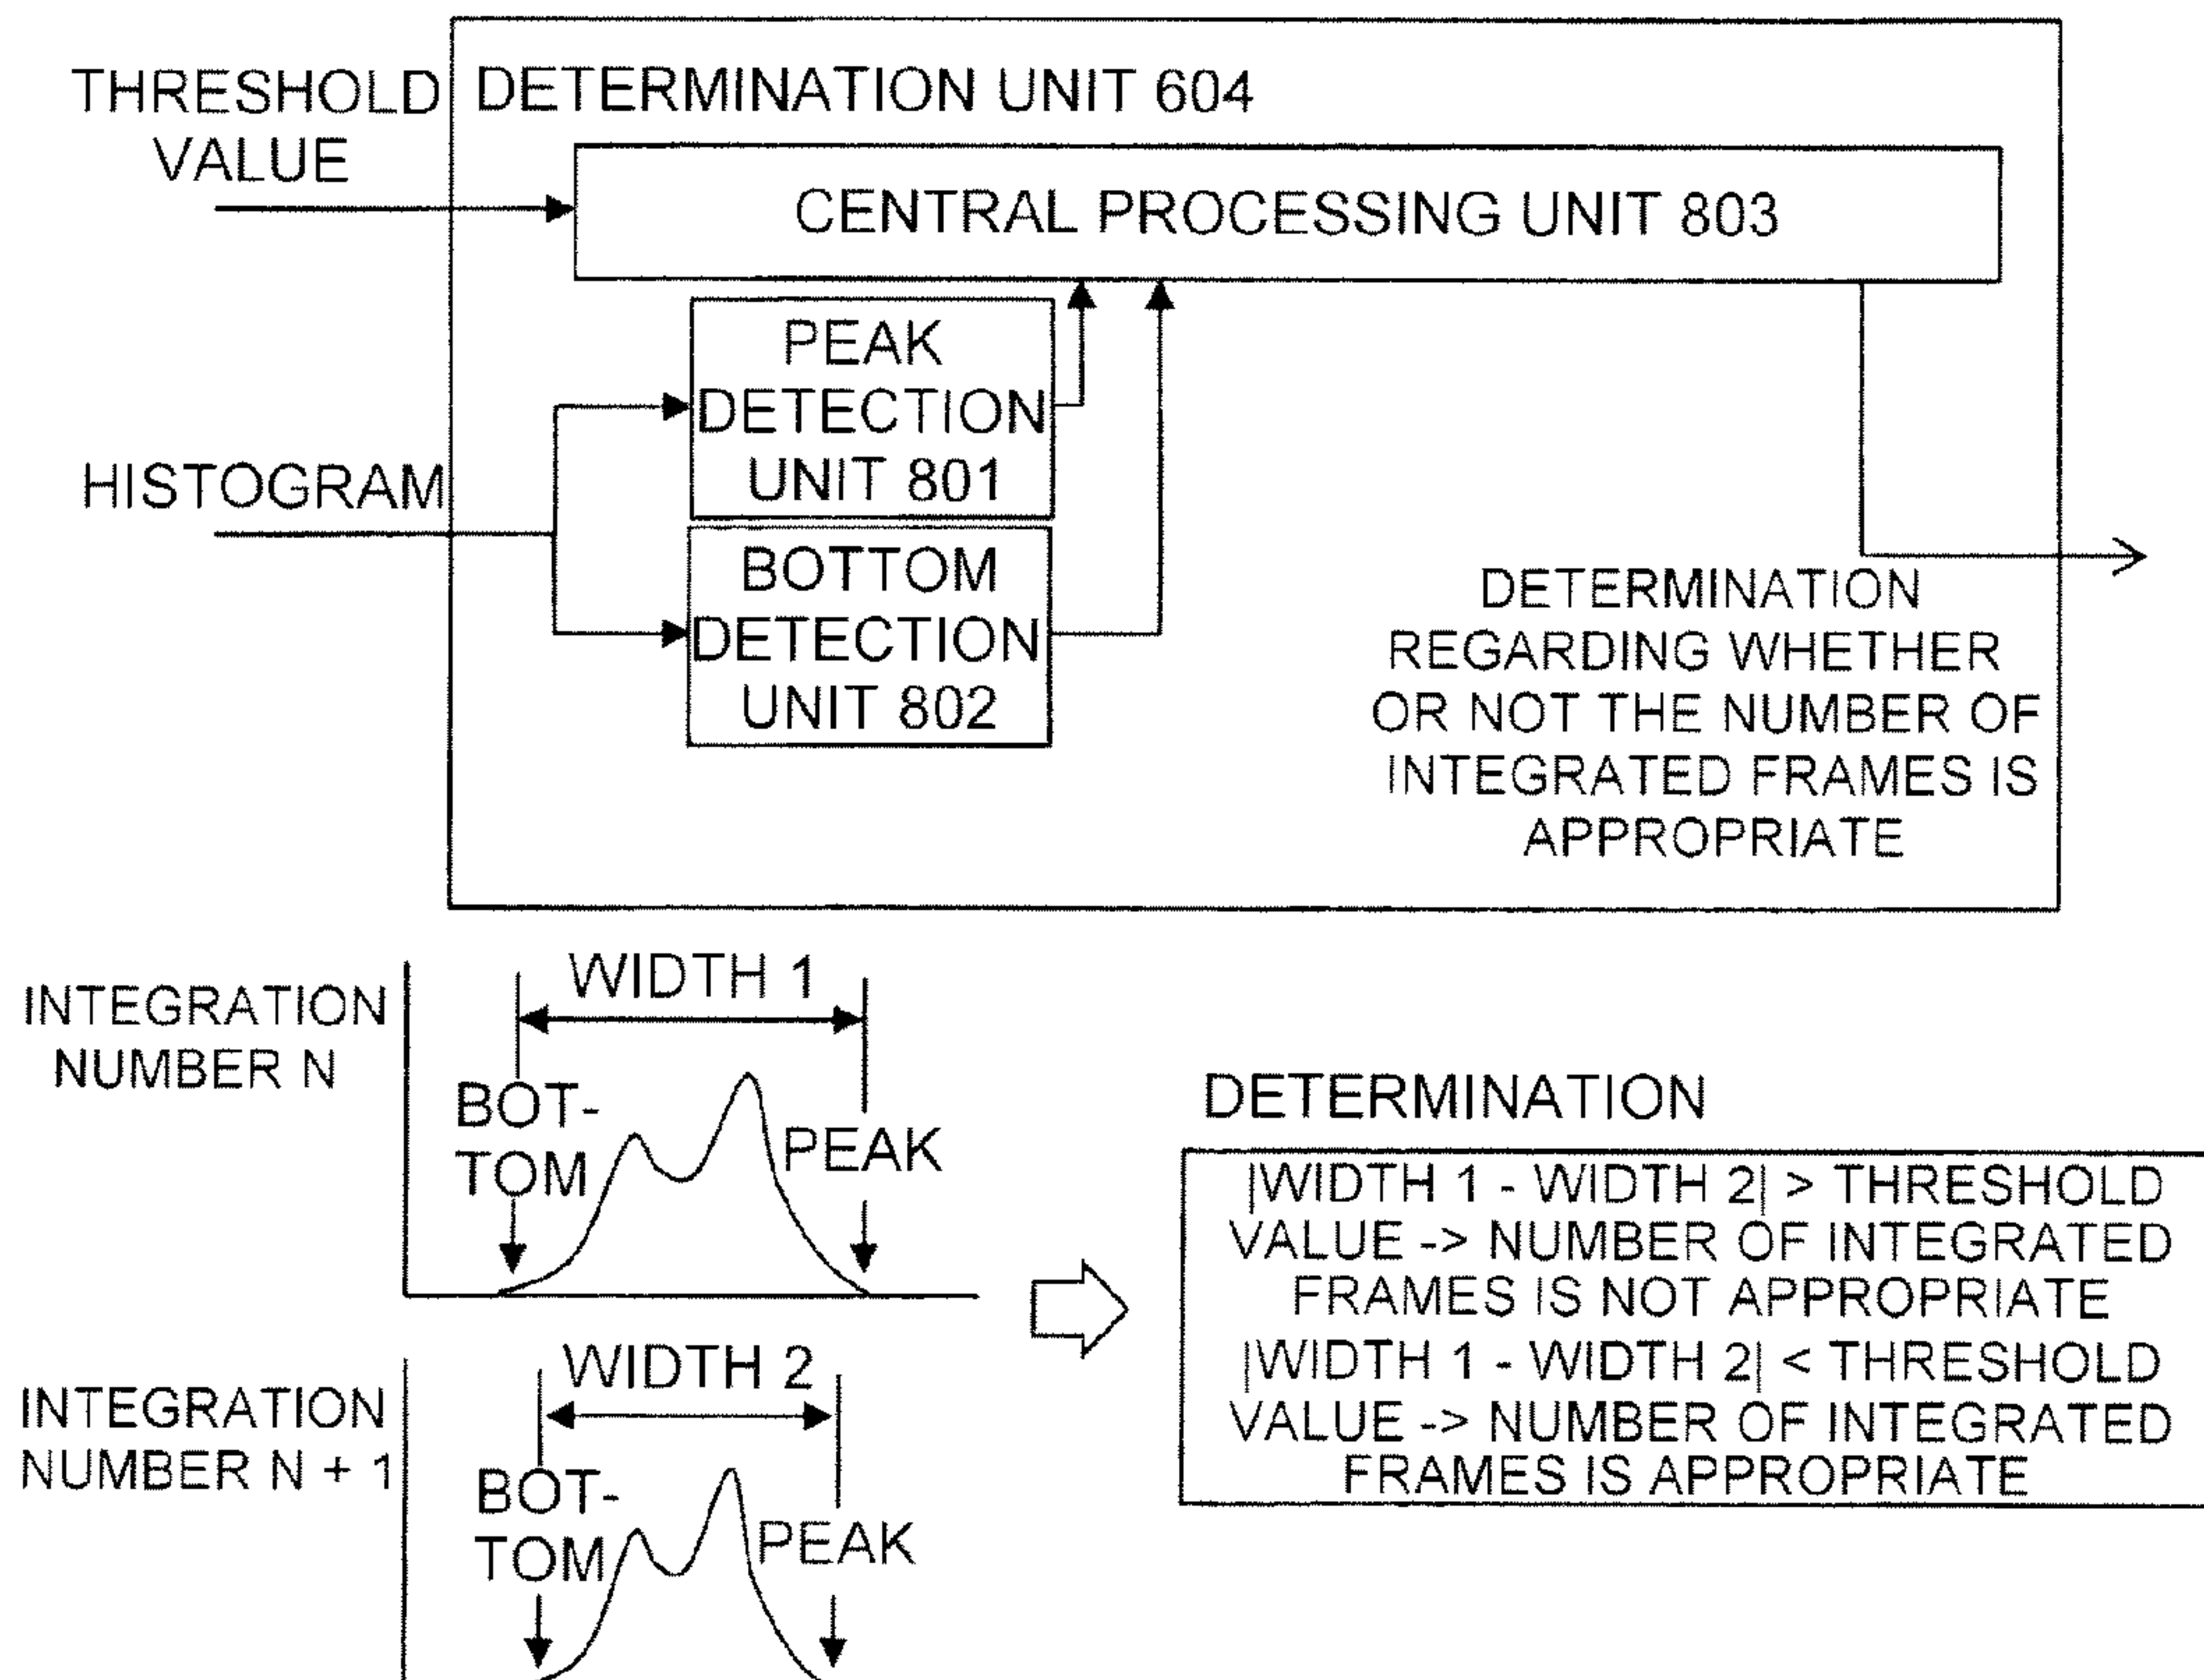 THRESHOLD
VALUE
DETERMINATION UNIT 604
CENTRAL PROCESSING UNIT 803
PEAK
DETECTION
UNIT 801
HISTOGRAM
BOTTOM
DETECTION
UNIT 802
DETERMINATION
REGARDING WHETHER
OR NOT THE NUMBER OF
INTEGRATED FRAMES IS
APPROPRIATE
INTEGRATION
NUMBER N
WIDTH 1
BOT-
TOM
PEAK
INTEGRATION
NUMBER N + 1
WIDTH 2
BOT-
TOM
PEAK
DETERMINATION
|WIDTH 1 - WIDTH 2| > THRESHOLD
VALUE -> NUMBER OF INTEGRATED
FRAMES IS NOT APPROPRIATE
|WIDTH 1 - WIDTH 2| < THRESHOLD
VALUE -> NUMBER OF INTEGRATED
FRAMES IS APPROPRIATE